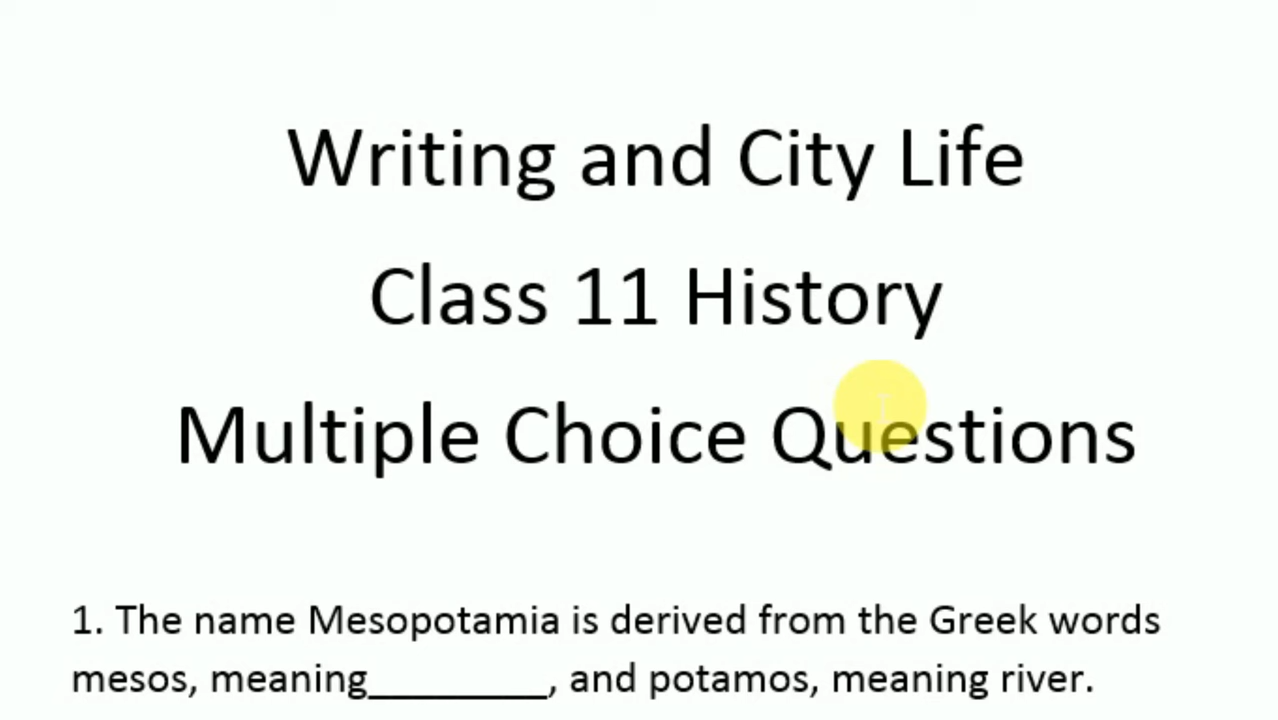 Writing and City Life
Class 11 History
Multiple Choice Questions
1. The name Mesopotamia is derived from the Greek words
mesos, meaning________, and potamos, meaning river.